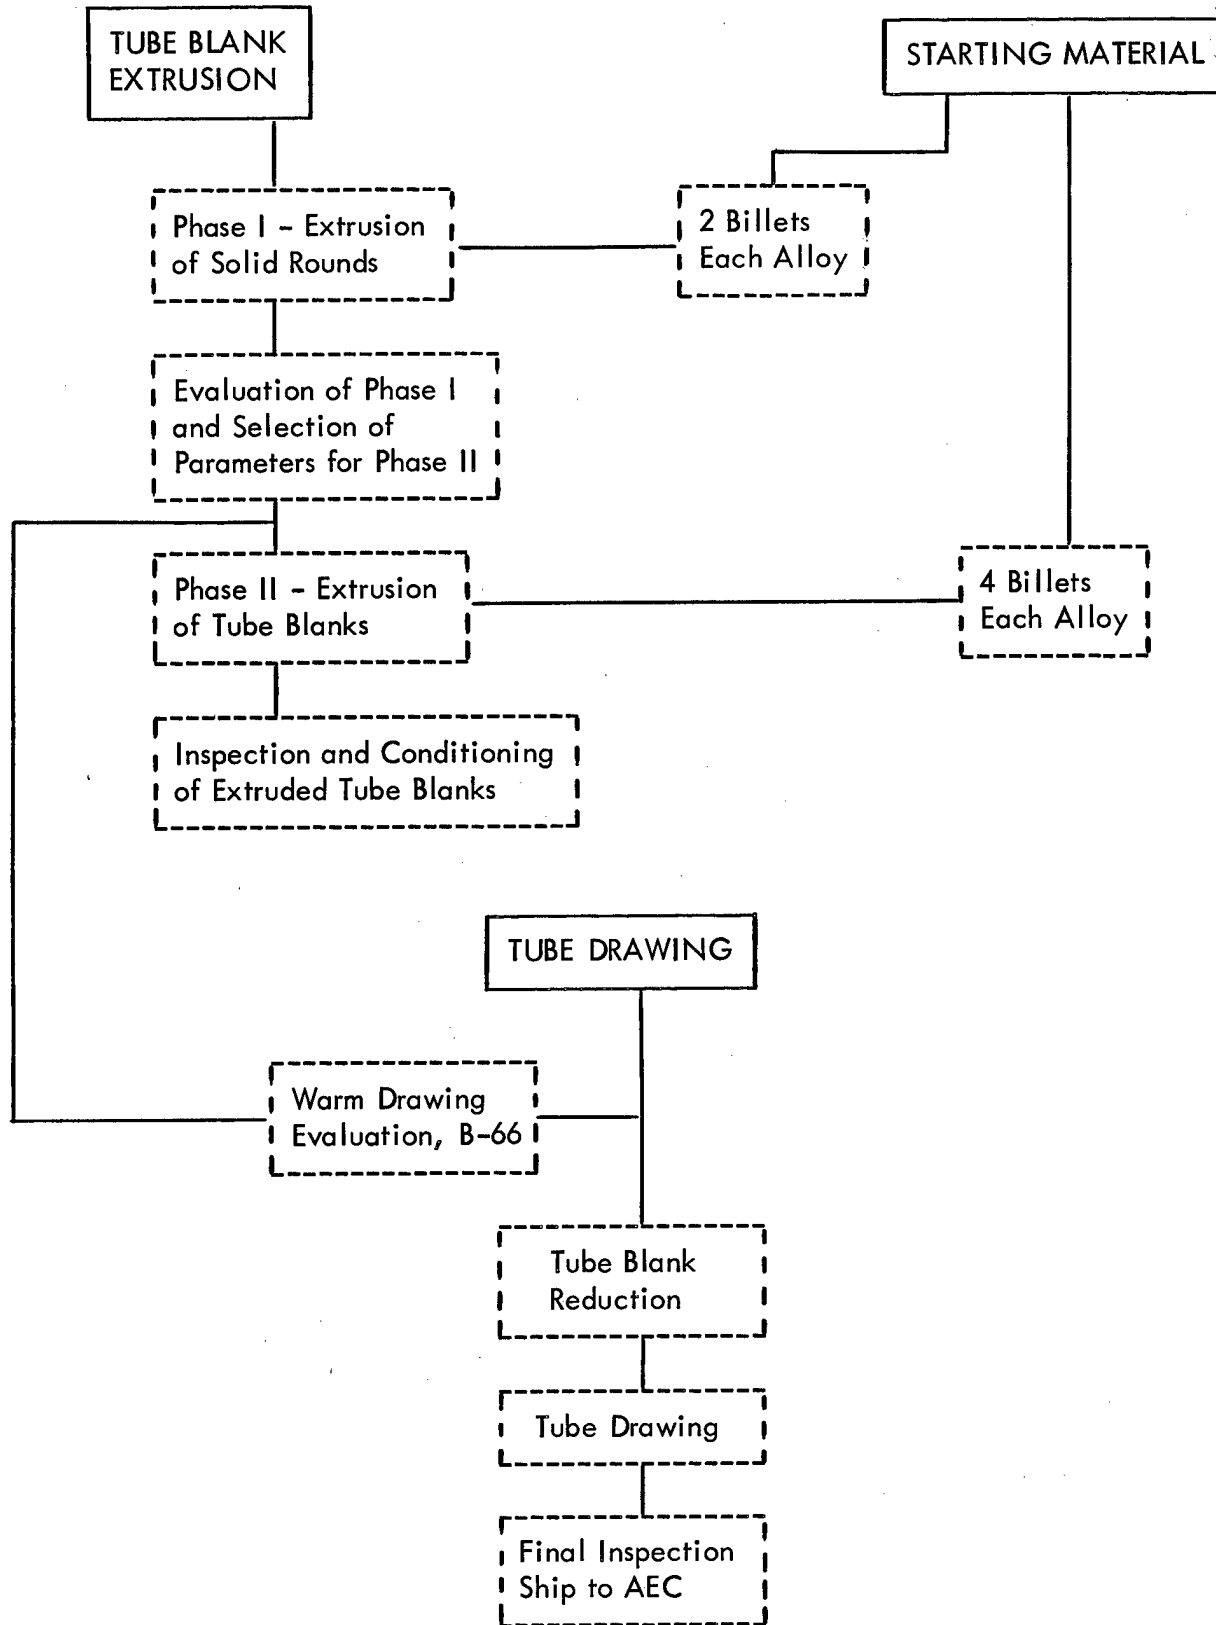 TUBE BLANK
EXTRUSION
STARTING MATERIAL
Phase I - Extrusion
of Solid Rounds
2 Billets
Each Alloy
Evaluation of Phase I
and Selection of
Parameters for Phase II
Phase II - Extrusion
of Tube Blanks
4 Billets
Each Alloy
Inspection and Conditioning
of Extruded Tube Blanks
TUBE DRAWING
Warm Drawing
Evaluation, B-66
Tube Blank
Reduction
Tube Drawing
Final Inspection
Ship to AEC